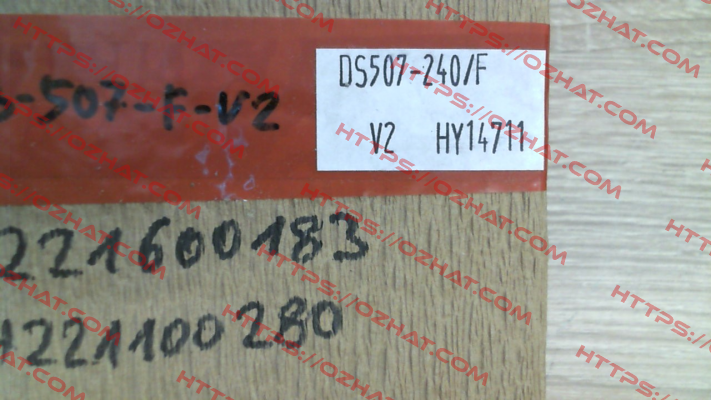 DS507-240/F
V2 HY14711
-507-F-V2
221600183
221100280
HTTPS://OZHAT.COM